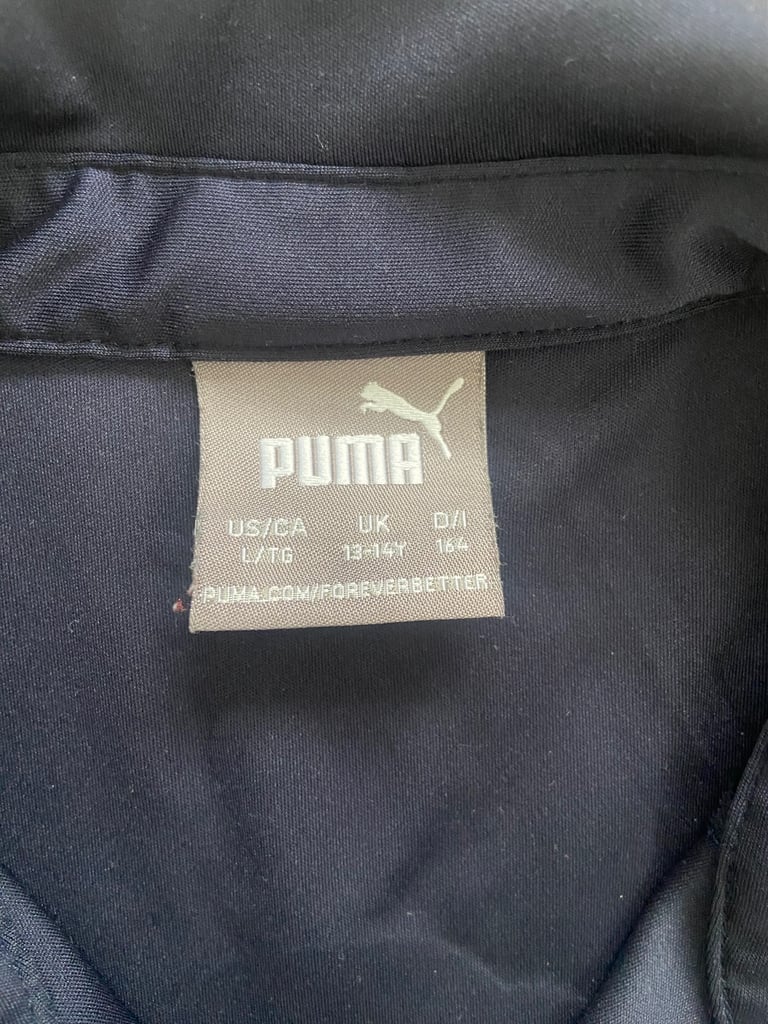 PUMA
US/CA UK D/I
L/TG 13-14Y 164
PUMA.COM/FOREVERBETTER